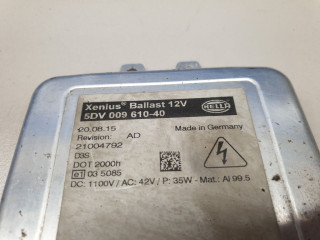 Xenius® Ballast 12V
5DV 009 610-40
HELLA
20.08.15
Made in Germany
Revision: AD
21004792
D3S
DOT 2000h
e1 03 5085
DC: 1100V / AC: 42V / P: 35W - Mat.: Al 99.5